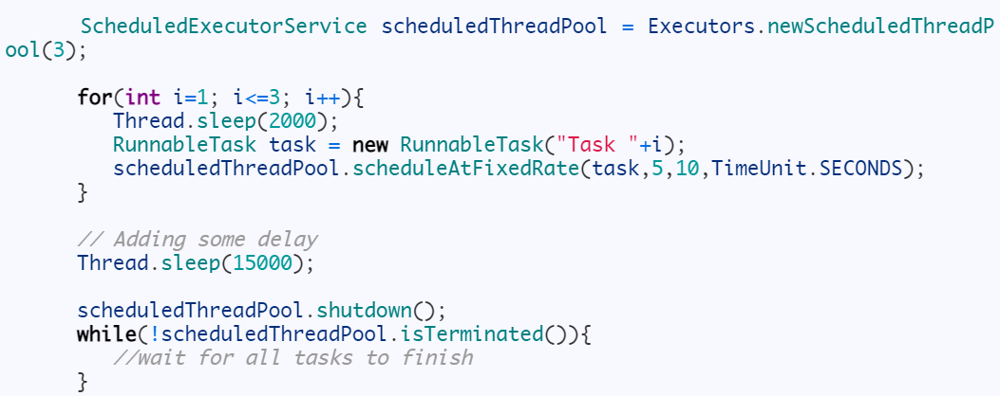 ScheduledExecutorService scheduledThreadPool = Executors.newScheduledThreadP
ool(3);
for(int i=1; i<=3; i++){
Thread.sleep(2000);
RunnableTask task = new RunnableTask("Task "+i);
scheduledThreadPool.scheduleAtFixedRate(task,5,10,TimeUnit.SECONDS);
}
// Adding some delay
Thread.sleep(15000);
scheduledThreadPool.shutdown();
while(!scheduledThreadPool.isTerminated()){
//wait for all tasks to finish
}